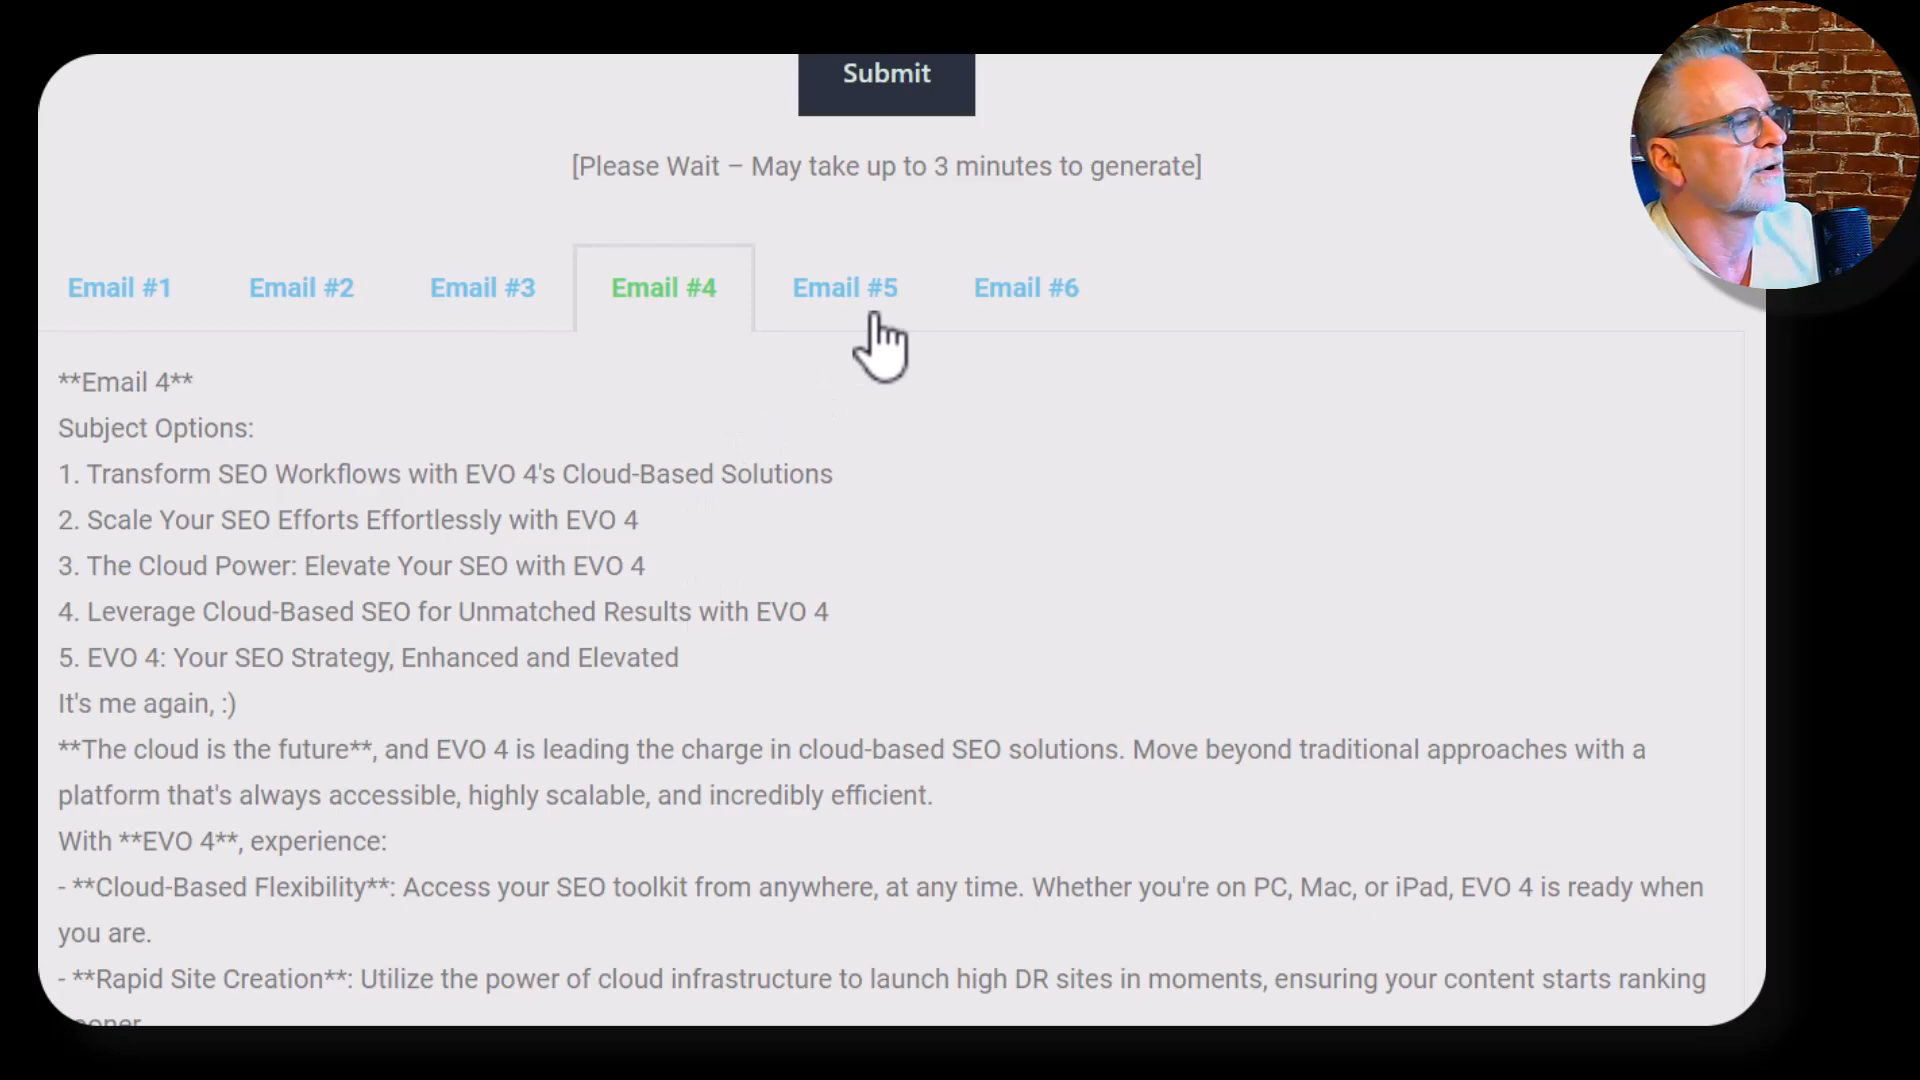 Submit
[Please Wait – May take up to 3 minutes to generate]
Email #1
Email #2
Email #3
Email #4
Email #5
Email #6
**Email 4**
Subject Options:
1. Transform SEO Workflows with EVO 4's Cloud-Based Solutions
2. Scale Your SEO Efforts Effortlessly with EVO 4
3. The Cloud Power: Elevate Your SEO with EVO 4
4. Leverage Cloud-Based SEO for Unmatched Results with EVO 4
5. EVO 4: Your SEO Strategy, Enhanced and Elevated
It's me again, :)
**The cloud is the future**, and EVO 4 is leading the charge in cloud-based SEO solutions. Move beyond traditional approaches with a
platform that's always accessible, highly scalable, and incredibly efficient.
With **EVO 4**, experience:
- **Cloud-Based Flexibility**: Access your SEO toolkit from anywhere, at any time. Whether you're on PC, Mac, or iPad, EVO 4 is ready when
you are.
- **Rapid Site Creation**: Utilize the power of cloud infrastructure to launch high DR sites in moments, ensuring your content starts ranking